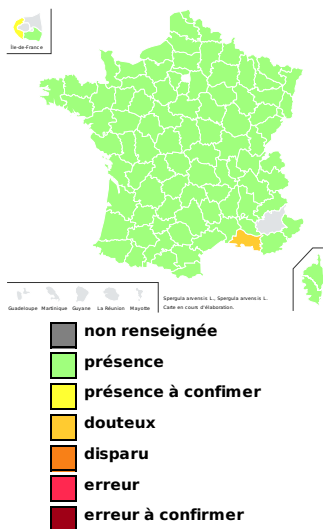 Île-de-France
Guadeloupe Martinique Guyane La Réunion Mayotte
Spergula arvensis L., Spergula arvensis L.
Carte en cours d'élaboration.
non renseignée
présence
présence à confimer
douteux
disparu
erreur
erreur à confirmer